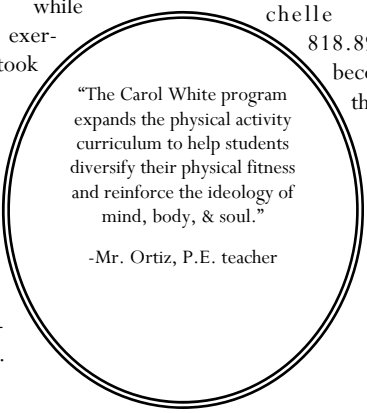 while
exer-
took
chelle
818.89
beco
th
“The Carol White program
expands the physical activity
curriculum to help students
diversify their physical fitness
and reinforce the ideology of
mind, body, & soul.”
-Mr. Ortiz, P.E. teacher
-
.